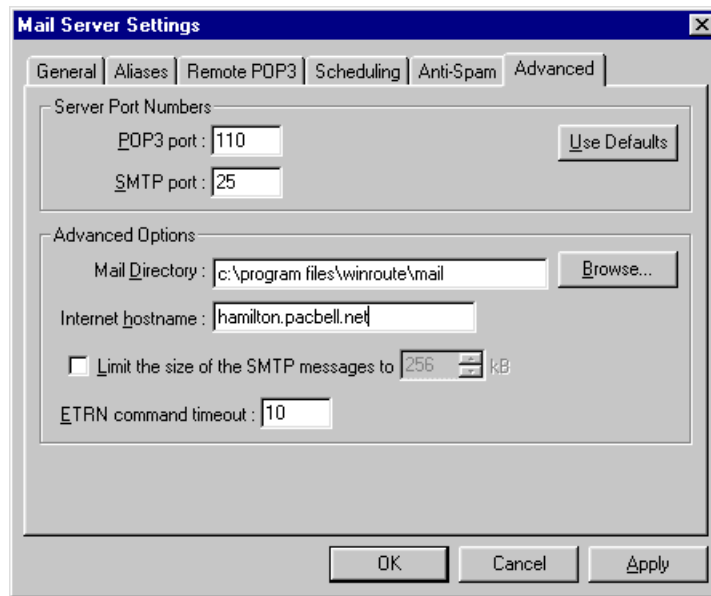 Mail Server Settings
General Aliases Remote POP3 Scheduling Anti-Spam Advanced
Server Port Numbers
POP3 port : 110 Use Defaults
SMTP port : 25
Advanced Options
Mail Directory : c:\program files\winroute\mail Browse...
Internet hostname : hamilton.pacbell.net
Limit the size of the SMTP messages to 256 kB
ETRN command timeout : 10
OK Cancel Apply